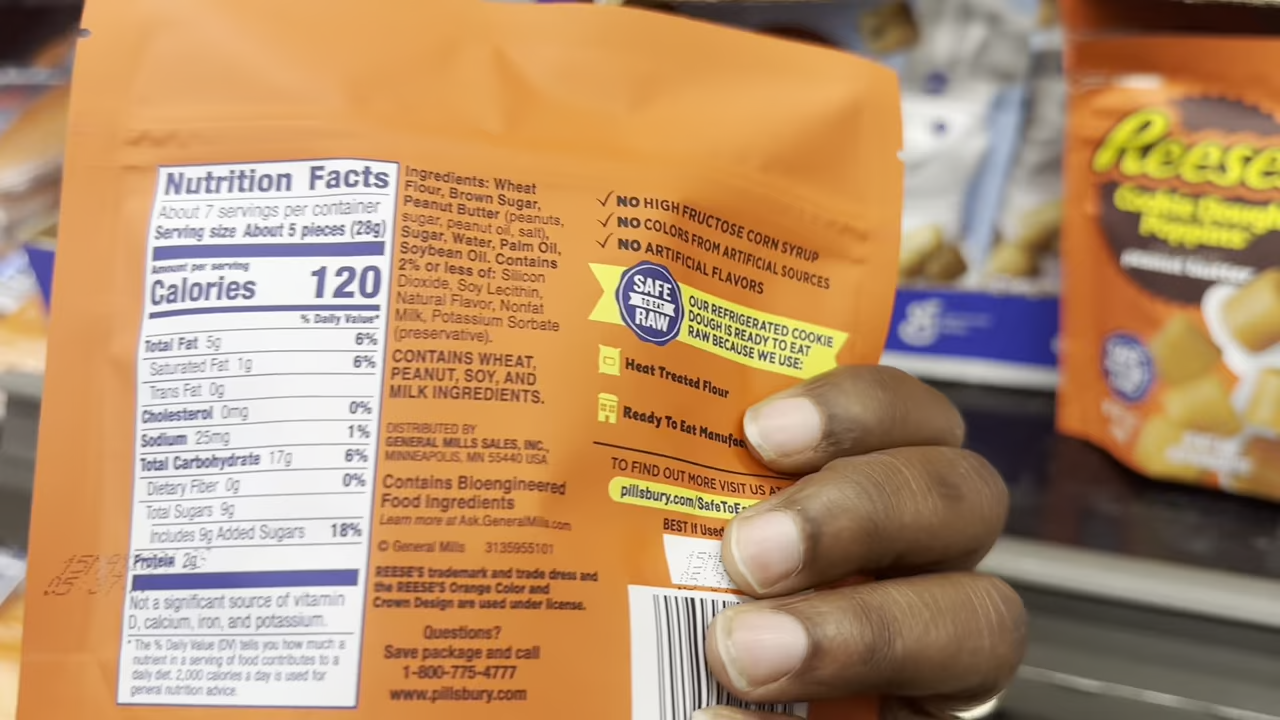 Nutrition Facts
About 7 servings per container
Serving size About 5 pieces (28g)
Amount per serving
Calories 120
% Daily Value*
Total Fat 5g 6%
Saturated Fat 1g 6%
Trans Fat 0g
Cholesterol 0mg 0%
Sodium 25mg 1%
Total Carbohydrate 17g 6%
Dietary Fiber 0g 0%
Total Sugars 9g
Includes 9g Added Sugars 18%
Protein 2g
Not a significant source of vitamin
D, calcium, iron, and potassium.
* The % Daily Value (DV) tells you how much a
nutrient in a serving of food contributes to a
daily diet. 2,000 calories a day is used for
general nutrition advice.
Ingredients: Wheat
Flour, Brown Sugar,
Peanut Butter (peanuts,
sugar, peanut oil, salt),
Sugar, Water, Palm Oil,
Soybean Oil. Contains
2% or less of: Silicon
Dioxide, Soy Lecithin,
Natural Flavor, Nonfat
Milk, Potassium Sorbate
(preservative).
CONTAINS WHEAT,
PEANUT, SOY, AND
MILK INGREDIENTS.
DISTRIBUTED BY
GENERAL MILLS SALES, INC.,
MINNEAPOLIS, MN 55440 USA
Contains Bioengineered
Food Ingredients
Learn more at Ask.GeneralMills.com
© General Mills 3135955101
REESE'S trademark and trade dress and
the REESE'S Orange Color and
Crown Design are used under license.
Questions?
Save package and call
1-800-775-4777
www.pillsbury.com
✓ NO HIGH FRUCTOSE CORN SYRUP
✓ NO COLORS FROM ARTIFICIAL SOURCES
✓ NO ARTIFICIAL FLAVORS
SAFE
TO EAT
RAW
OUR REFRIGERATED COOKIE
DOUGH IS READY TO EAT
RAW BECAUSE WE USE:
Heat Treated Flour
Ready To Eat Manufac
TO FIND OUT MORE VISIT US AT
pillsbury.com/SafeToEa
BEST If Used
Reese
Cookie Dough
Poppins
peanut butter